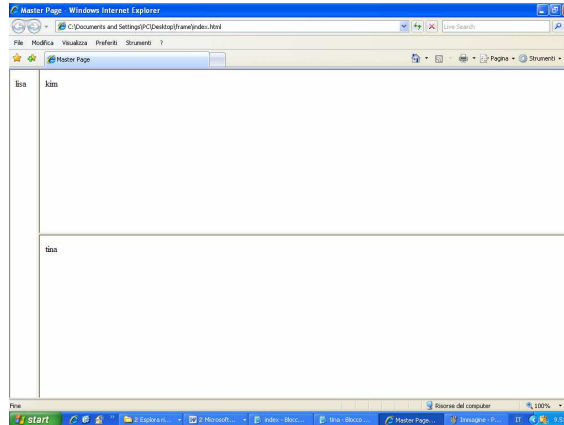 Master Page - Windows Internet Explorer
C:\Documents and Settings\PC\Desktop\frame\index.html
Live Search
File Modifica Visualizza Preferiti Strumenti ?
Master Page
Pagina
Strumenti
lisa
kim
tina
Fine
Risorse del computer
100%
start
2 Esplora ri...
2 Microsoft...
index - Blocc...
tina - Blocco ...
Master Page...
Immagine - P...
IT